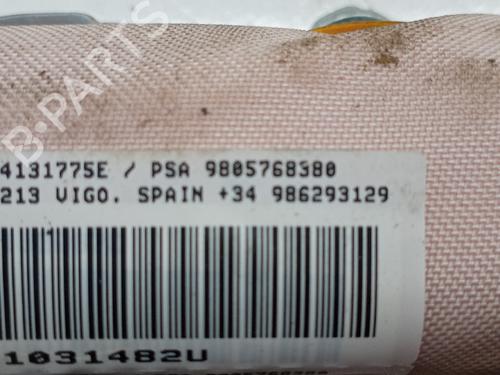 B-PARTS
4131775E / PSA 9805768380
213 VIGO. SPAIN +34 986293129
1031482U